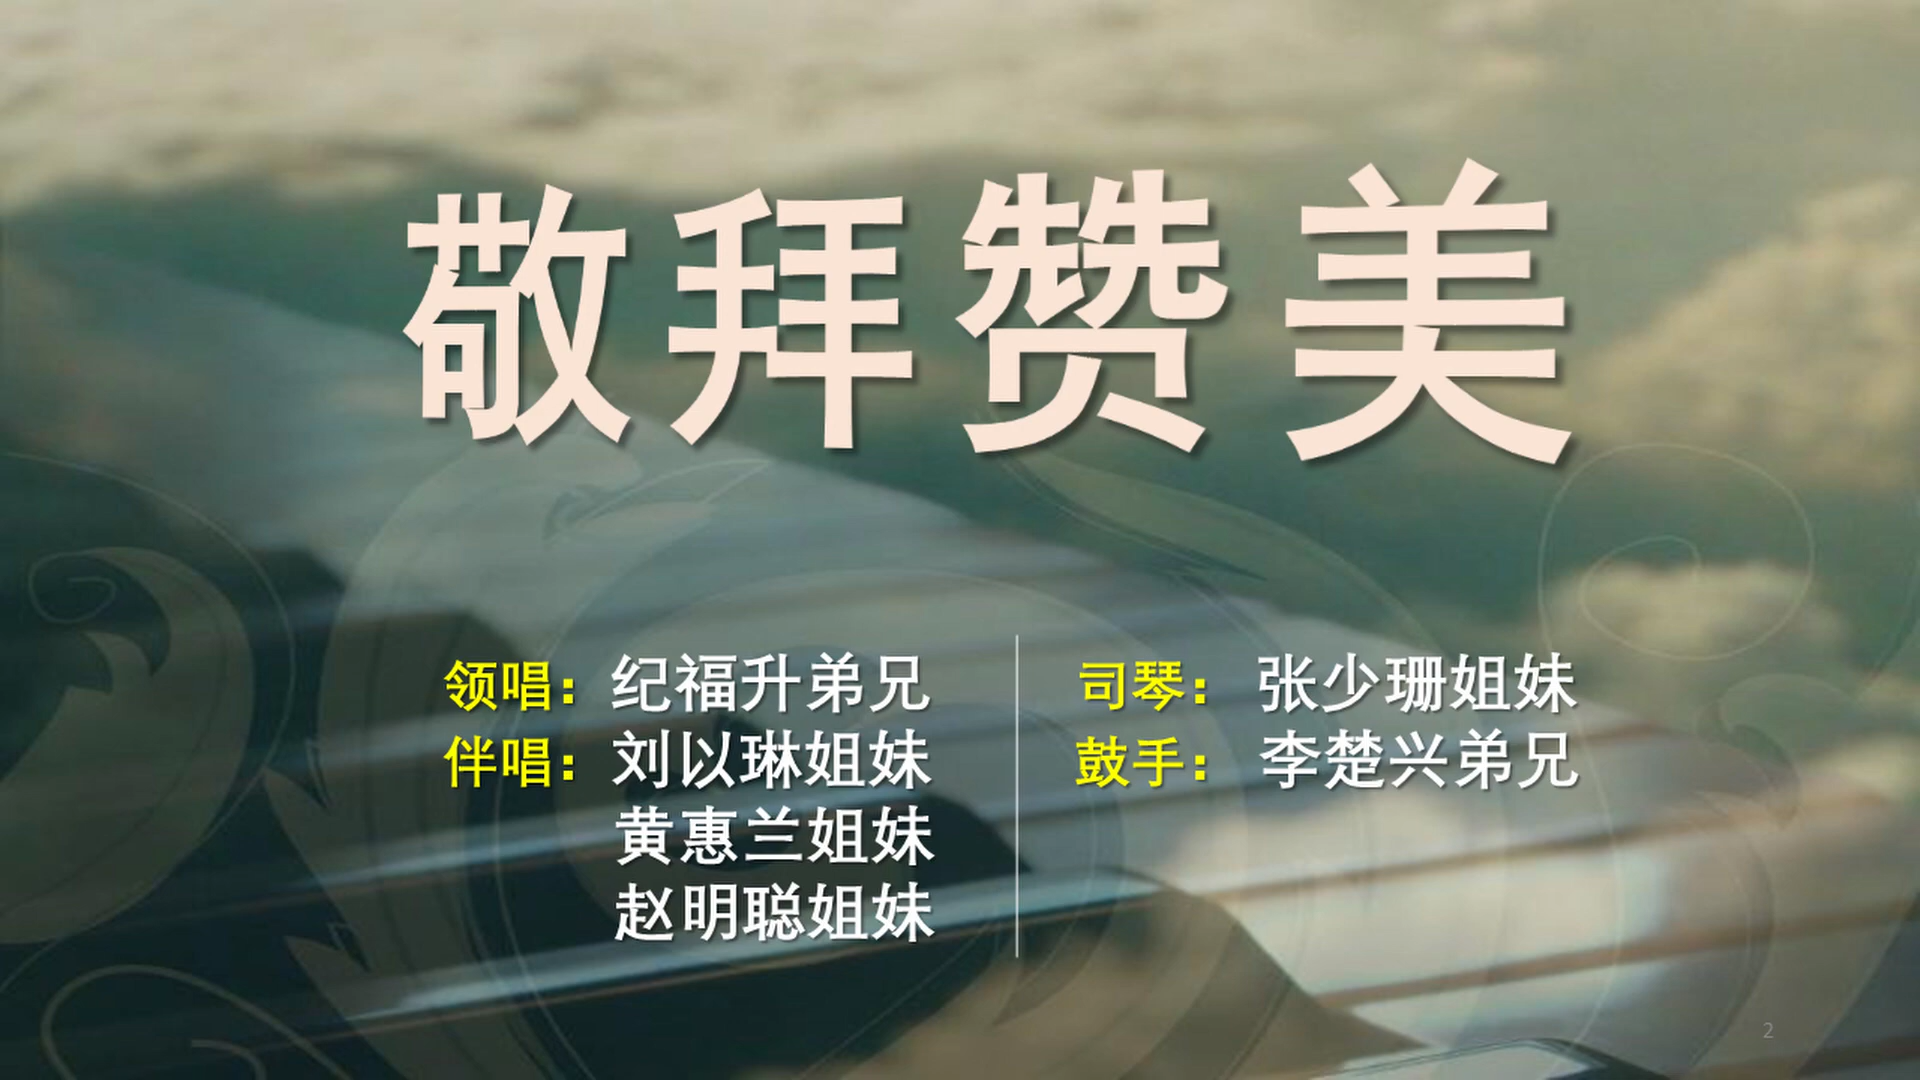 敬拜赞美
领唱：纪福升弟兄
伴唱：刘以琳姐妹
黄惠兰姐妹
赵明聪姐妹
司琴：张少珊姐妹
鼓手：李楚兴弟兄
2